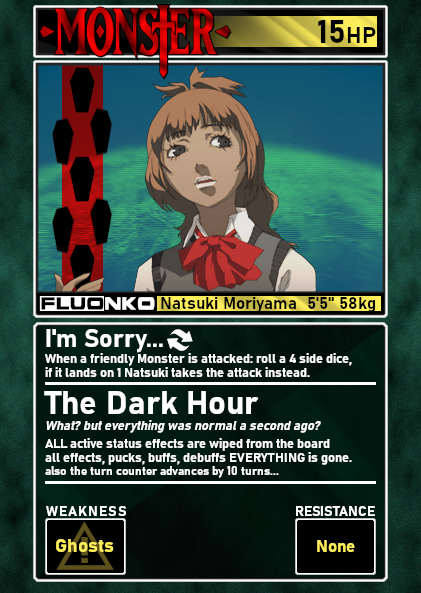 MONSTER
15HP
FLUONKO
Natsuki Moriyama 5'5" 58kg
I'm Sorry...
When a friendly Monster is attacked: roll a 4 side dice,
if it lands on 1 Natsuki takes the attack instead.
The Dark Hour
What? but everything was normal a second ago?
ALL active status effects are wiped from the board
all effects, pucks, buffs, debuffs EVERYTHING is gone.
also the turn counter advances by 10 turns...
WEAKNESS
RESISTANCE
Ghosts
None